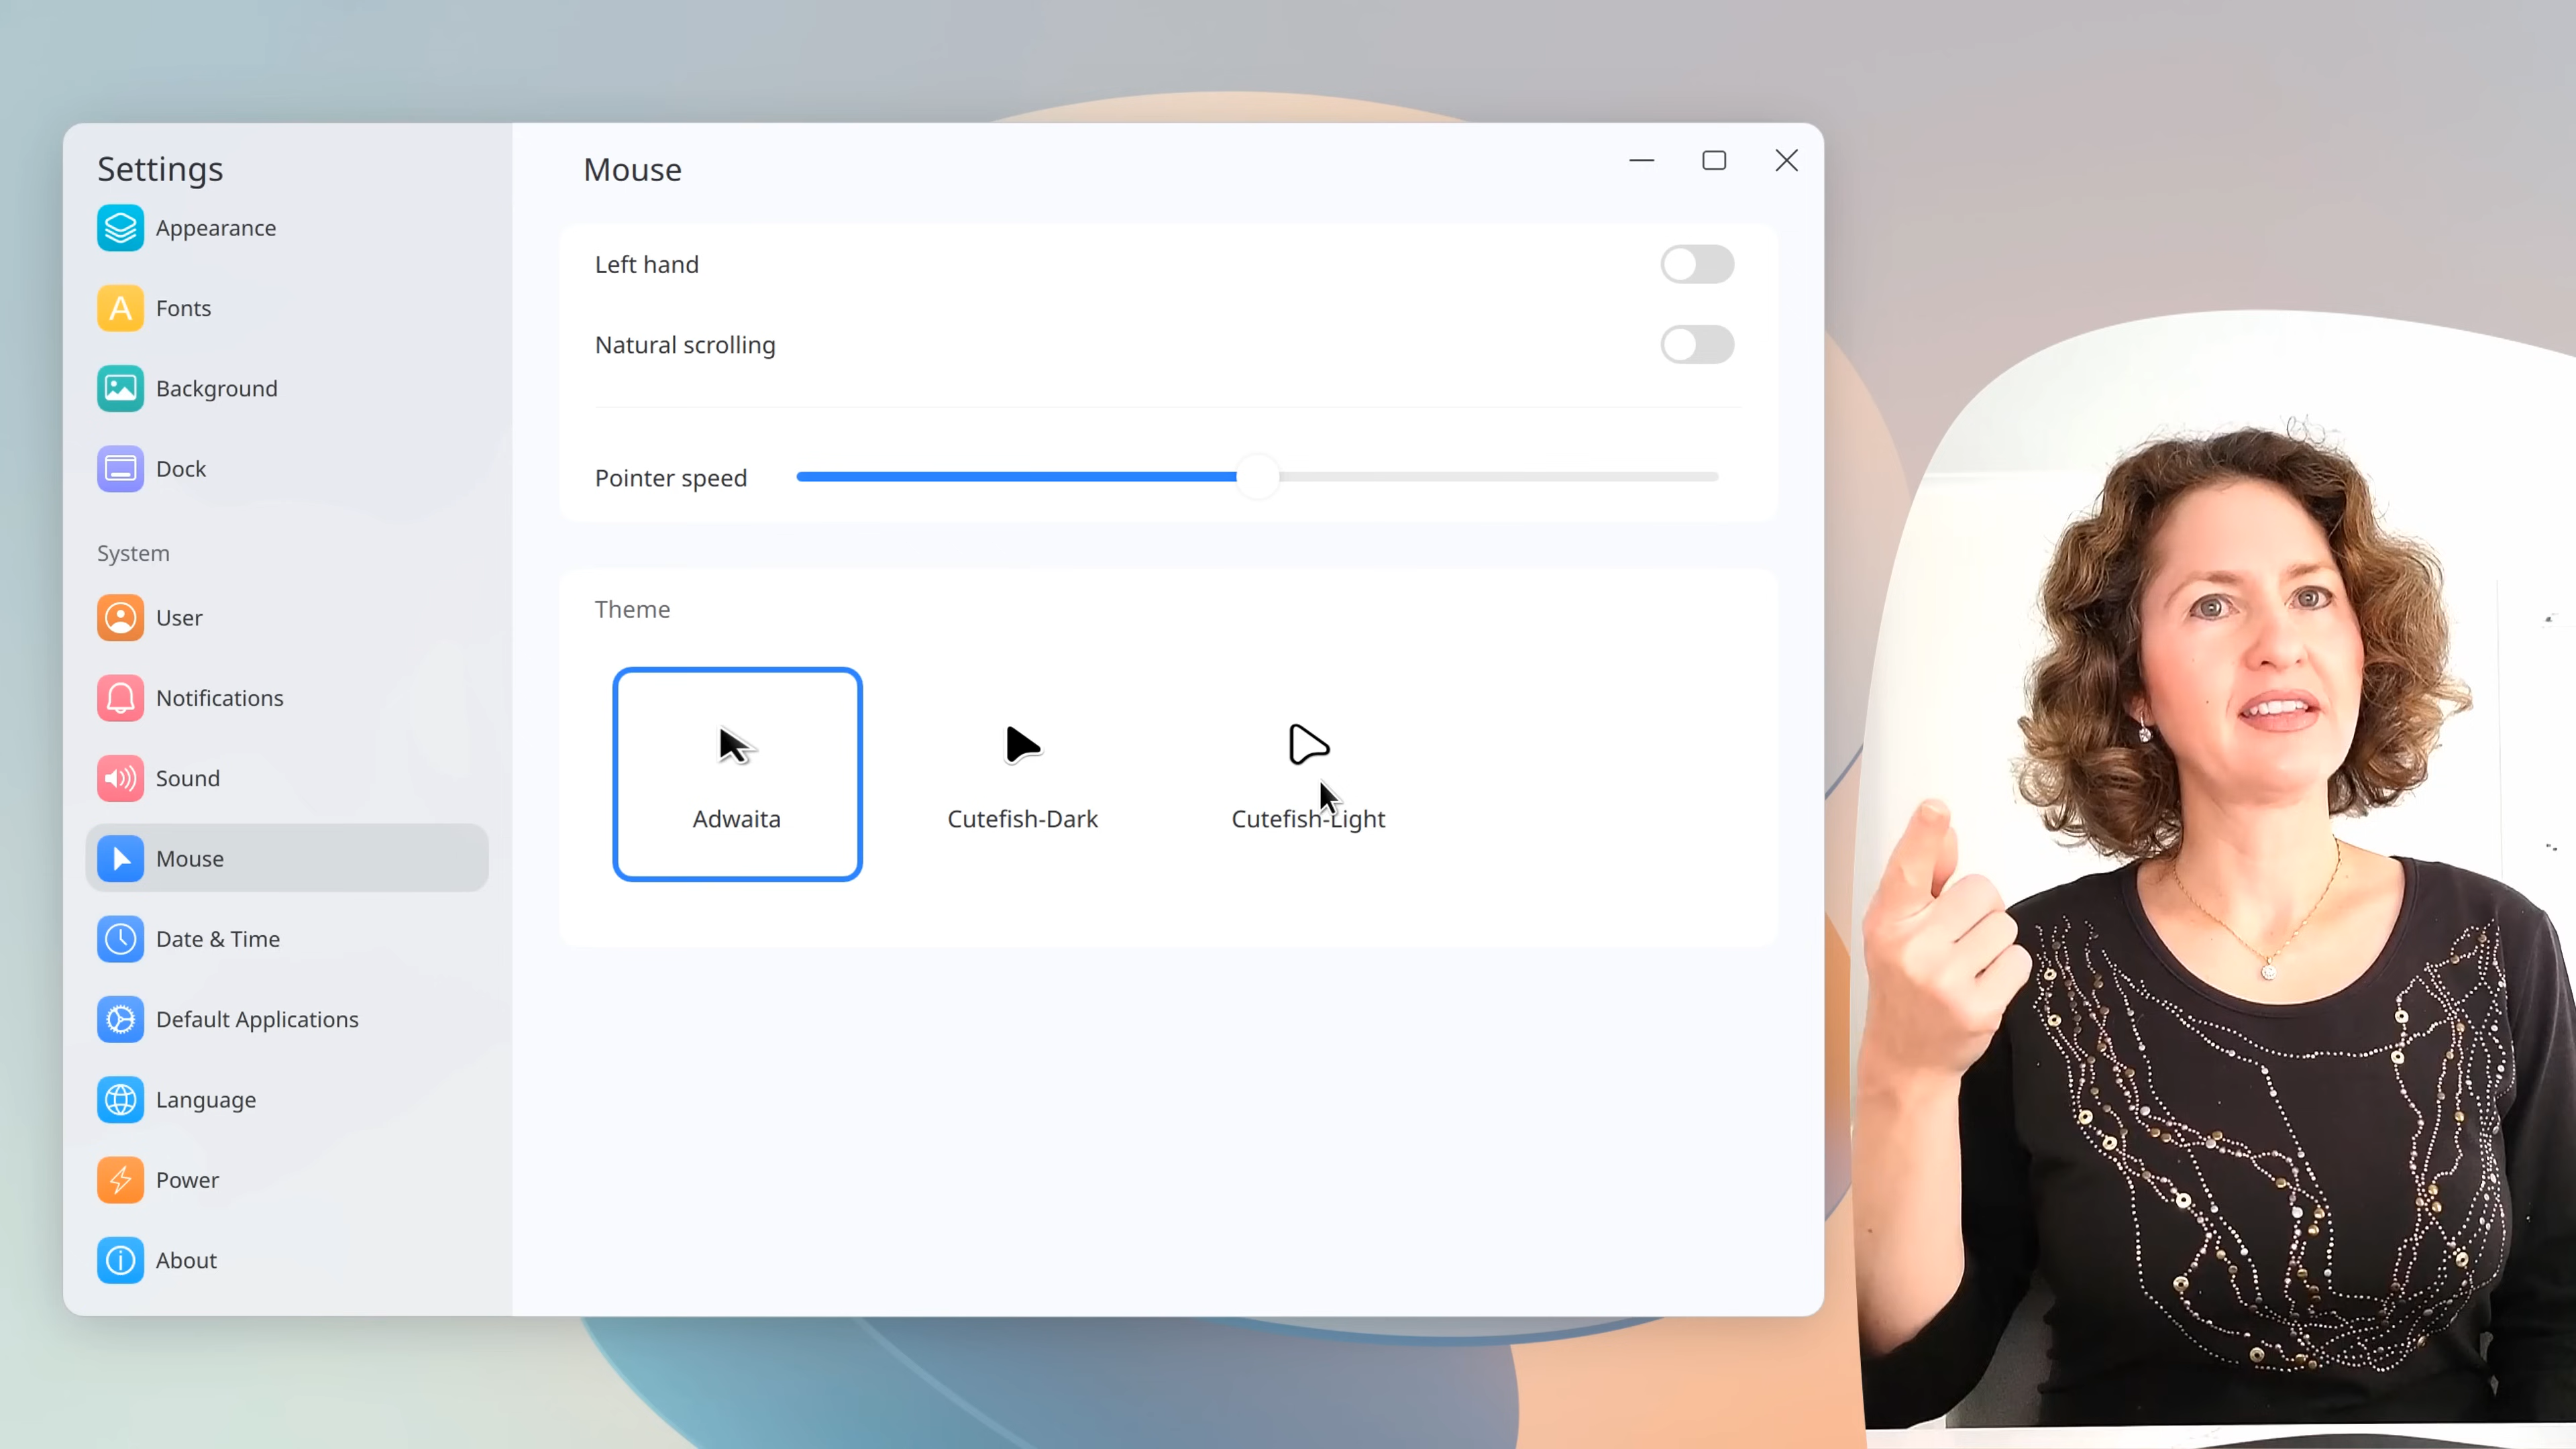 Settings
Appearance
Fonts
Background
Dock
System
User
Notifications
Sound
Mouse
Date & Time
Default Applications
Language
Power
About
Mouse
Left hand
Natural scrolling
Pointer speed
Theme
Adwaita
Cutefish-Dark
Cutefish-Light